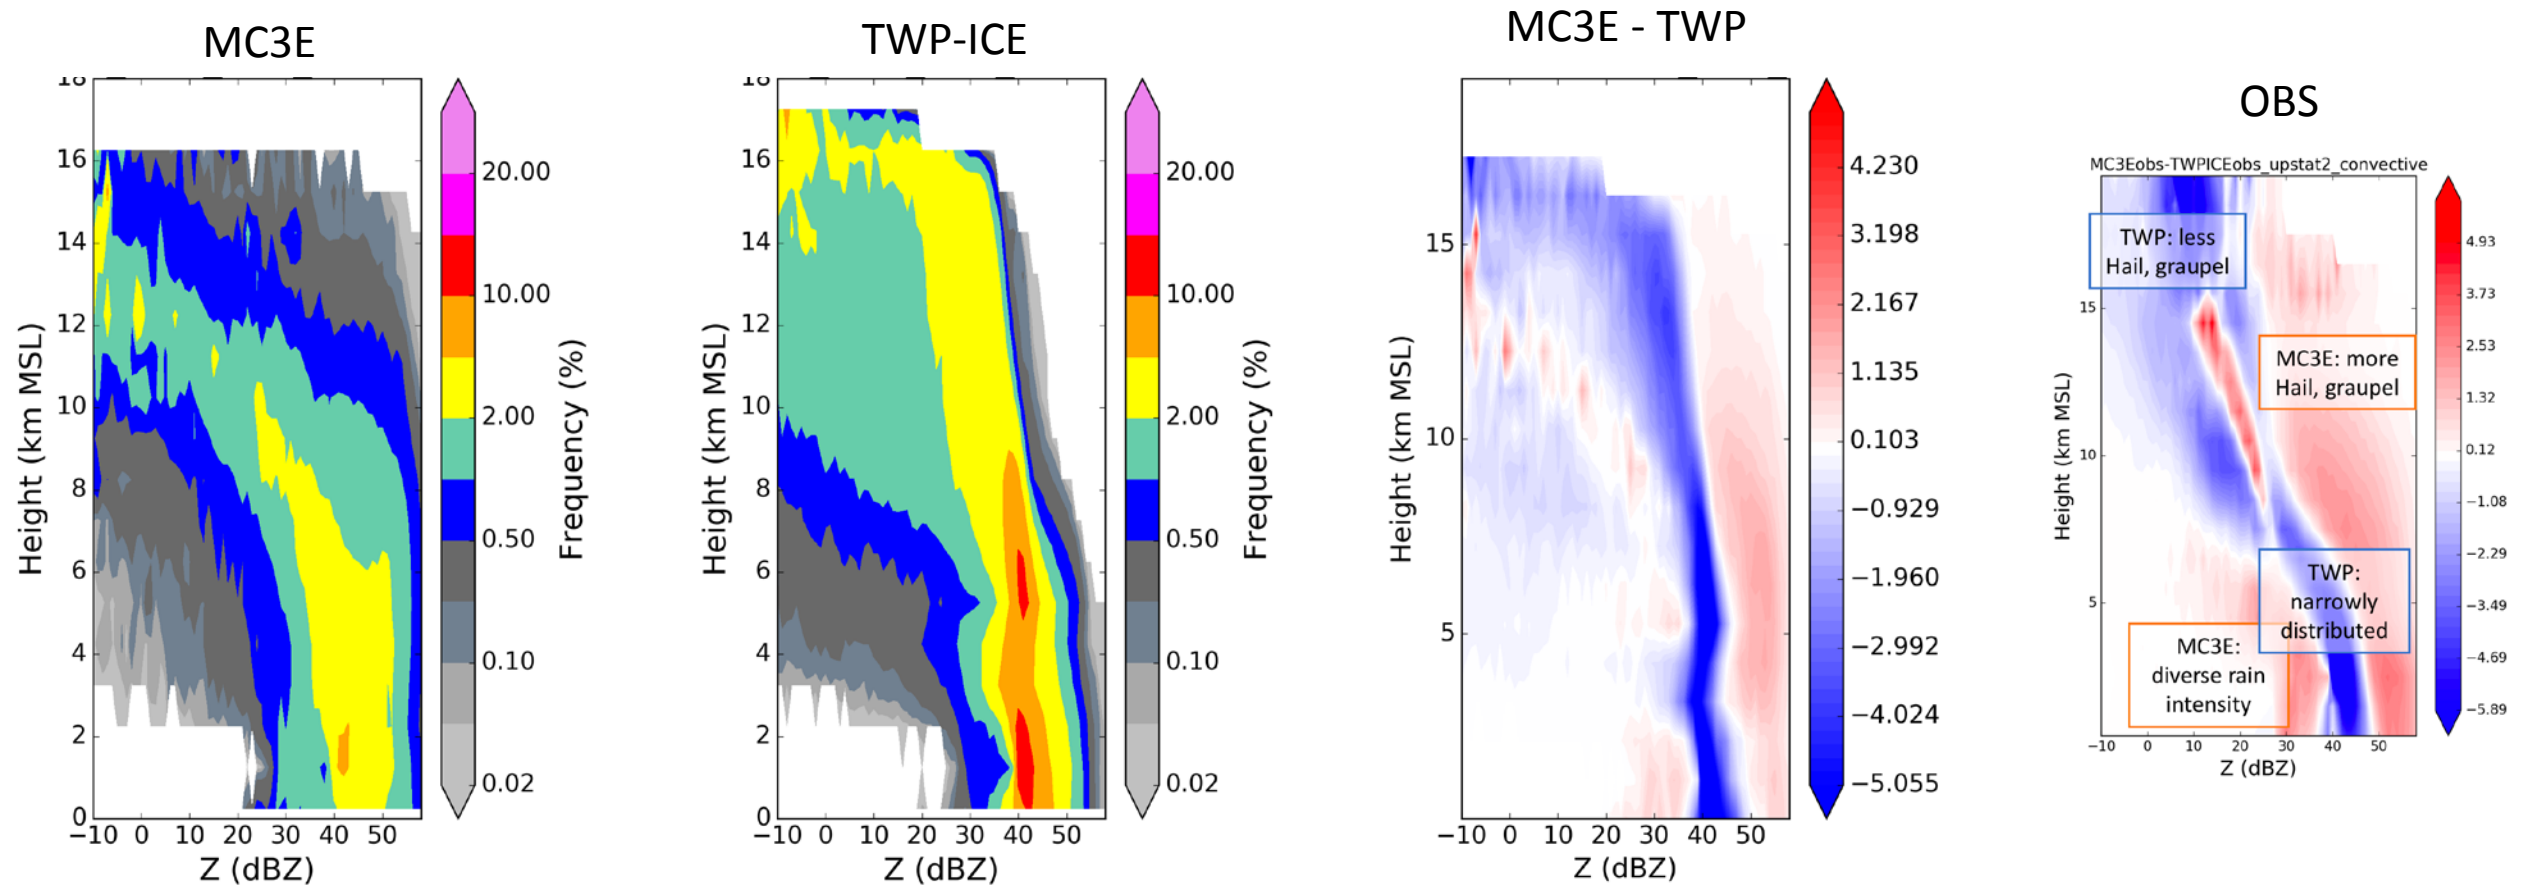 MC3E
18
16
14
12
10
8
6
4
2
0
Height (km MSL)
−10 0 10 20 30 40 50
Z (dBZ)
20.00
10.00
2.00
0.50
0.10
0.02
Frequency (%)
TWP-ICE
18
16
14
12
10
8
6
4
2
0
Height (km MSL)
−10 0 10 20 30 40 50
Z (dBZ)
20.00
10.00
2.00
0.50
0.10
0.02
Frequency (%)
MC3E - TWP
15
10
5
Height (km MSL)
−10 0 10 20 30 40 50
Z (dBZ)
4.230
3.198
2.167
1.135
0.103
−0.929
−1.960
−2.992
−4.024
−5.055
OBS
MC3Eobs-TWPICEobs_upstat2_convective
TWP: less
Hail, graupel
MC3E: more
Hail, graupel
TWP:
narrowly
distributed
MC3E:
diverse rain
intensity
15
10
5
Height (km MSL)
−10 0 10 20 30 40 50
Z (dBZ)
4.93
3.73
2.53
1.32
0.12
−1.08
−2.29
−3.49
−4.69
−5.89